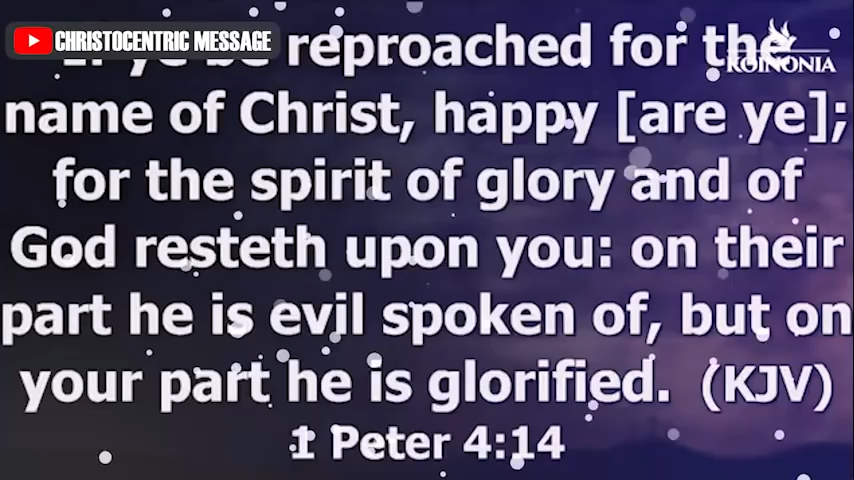 CHRISTOCENTRIC MESSAGE
KOINONIA
If ye be reproached for the
name of Christ, happy [are ye];
for the spirit of glory and of
God resteth upon you: on their
part he is evil spoken of, but on
your part he is glorified. (KJV)
1 Peter 4:14